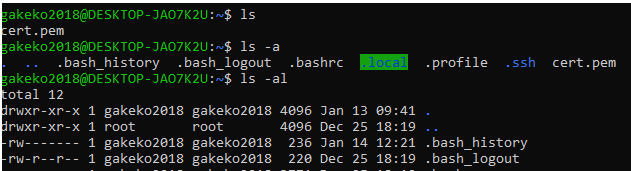 gakeko2018@DESKTOP-JAO7K2U:~$ ls
cert.pem
gakeko2018@DESKTOP-JAO7K2U:~$ ls -a
.  ..  .bash_history  .bash_logout  .bashrc  .local  .profile  .ssh  cert.pem
gakeko2018@DESKTOP-JAO7K2U:~$ ls -al
total 12
drwxr-xr-x 1 gakeko2018 gakeko2018 4096 Jan 13 09:41 .
drwxr-xr-x 1 root       root       4096 Dec 25 18:19 ..
-rw------- 1 gakeko2018 gakeko2018  236 Jan 14 12:21 .bash_history
-rw-r--r-- 1 gakeko2018 gakeko2018  220 Dec 25 18:19 .bash_logout